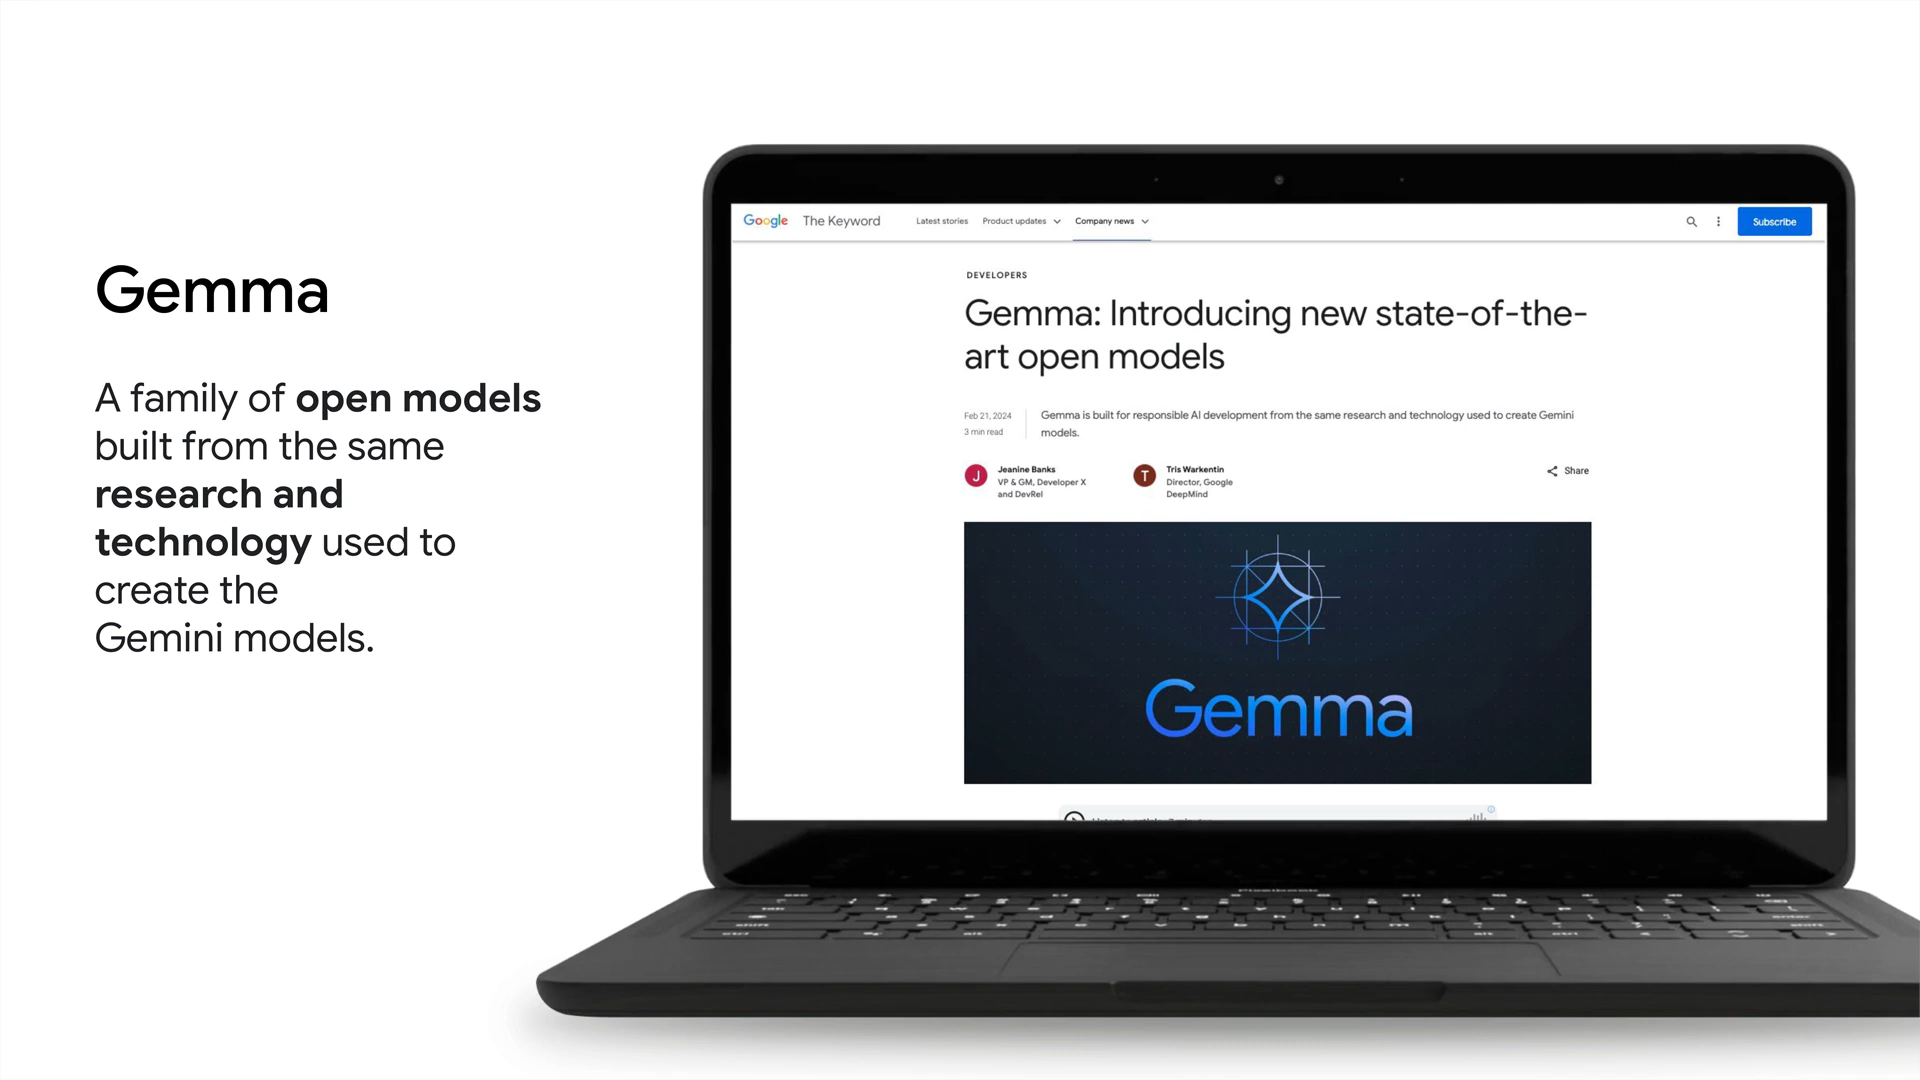 Gemma
A family of open models
built from the same
research and
technology used to
create the
Gemini models.
Google The Keyword Latest stories Product updates Company news Subscribe
DEVELOPERS
Gemma: Introducing new state-of-the-
art open models
Feb 21, 2024
3 min read
Gemma is built for responsible AI development from the same research and technology used to create Gemini
models.
J
Jeanine Banks
VP & GM, Developer X
and DevRel
T
Tris Warkentin
Director, Google
DeepMind
Share
Gemma